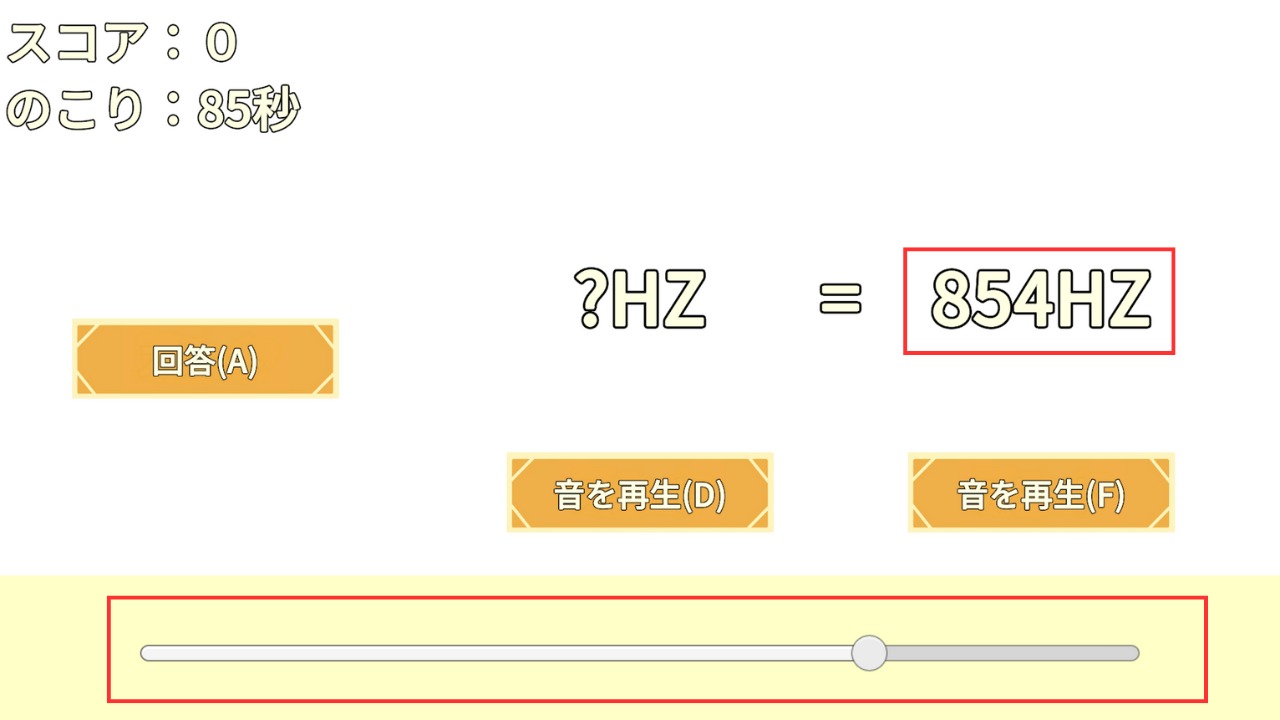 スコア：0
のこり：85秒
?HZ = 854HZ
回答(A)
音を再生(D) 音を再生(F)